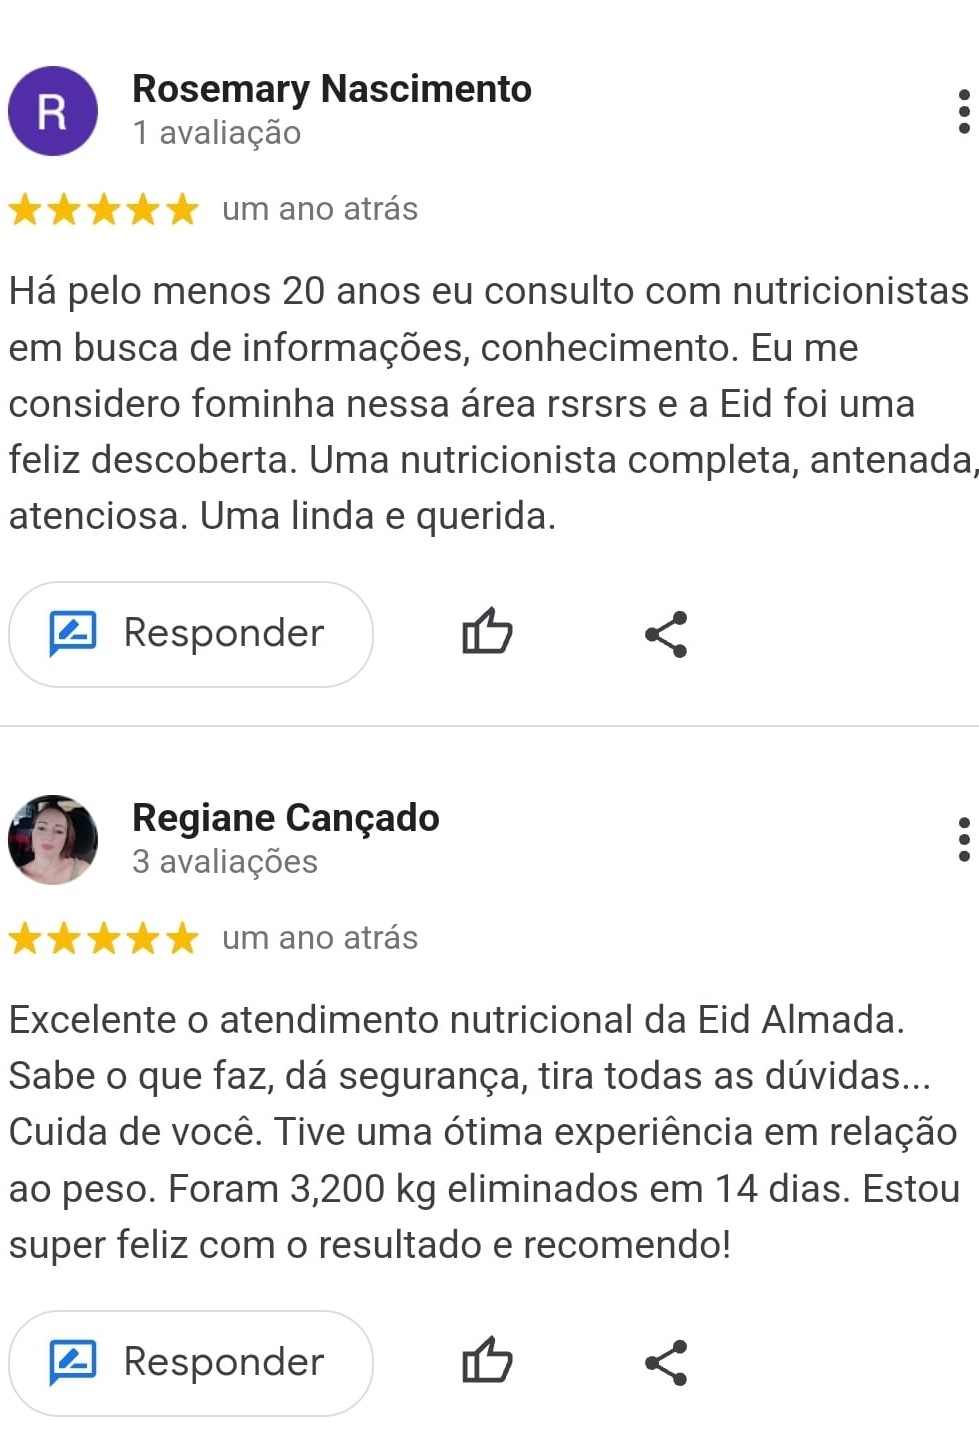 R
Rosemary Nascimento
1 avaliação
um ano atrás
Há pelo menos 20 anos eu consulto com nutricionistas
em busca de informações, conhecimento. Eu me
considero fominha nessa área rsrsrs e a Eid foi uma
feliz descoberta. Uma nutricionista completa, antenada,
atenciosa. Uma linda e querida.
Responder
Regiane Cançado
3 avaliações
um ano atrás
Excelente o atendimento nutricional da Eid Almada.
Sabe o que faz, dá segurança, tira todas as dúvidas...
Cuida de você. Tive uma ótima experiência em relação
ao peso. Foram 3,200 kg eliminados em 14 dias. Estou
super feliz com o resultado e recomendo!
Responder